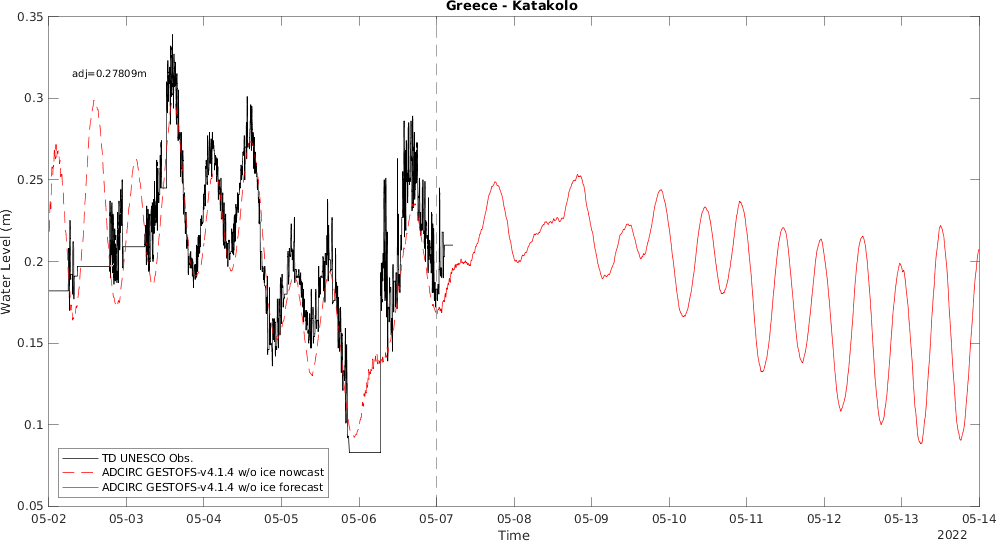 Greece - Katakolo
0.35
0.3
0.25
0.2
0.15
0.1
0.05
Water Level (m)
adj=0.27809m
TD UNESCO Obs.
ADCIRC GESTOFS-v4.1.4 w/o ice nowcast
ADCIRC GESTOFS-v4.1.4 w/o ice forecast
05-02 05-03 05-04 05-05 05-06 05-07 05-08 05-09 05-10 05-11 05-12 05-13 05-14
Time
2022